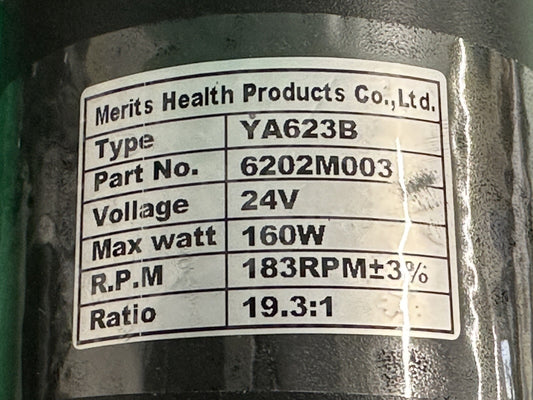 Merits Health Products Co.,Ltd.
Type YA623B
Part No. 6202M003
Vollage 24V
Max watt 160W
R.P.M 183RPM±3%
Ratio 19.3:1